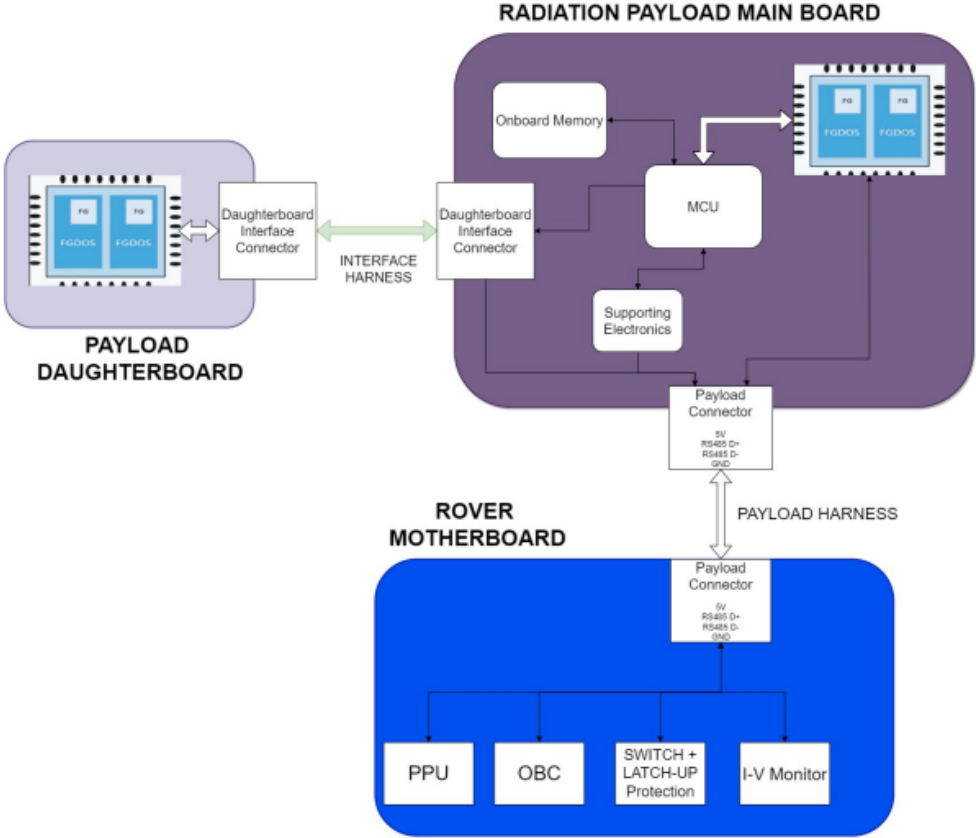 RADIATION PAYLOAD MAIN BOARD
Onboard Memory
FG
FG
FGDOS
FGDOS
MCU
Daughterboard
Interface
Connector
Supporting
Electronics
FG
FG
FGDOS
FGDOS
Daughterboard
Interface
Connector
INTERFACE
HARNESS
PAYLOAD
DAUGHTERBOARD
Payload
Connector
5V
RS485 D+
RS485 D-
GND
PAYLOAD HARNESS
ROVER
MOTHERBOARD
Payload
Connector
5V
RS485 D+
RS485 D-
GND
PPU
OBC
SWITCH +
LATCH-UP
Protection
I-V Monitor